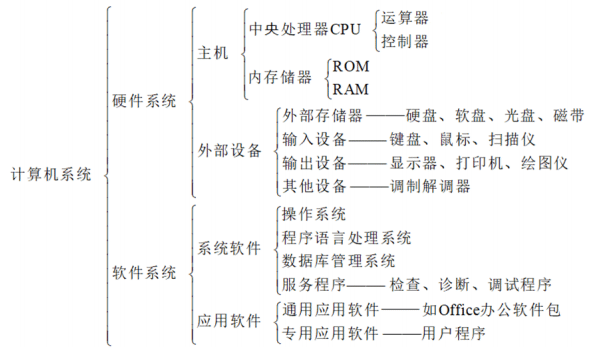 中央处理器CPU
运算器
控制器
主机
内存储器
ROM
RAM
硬件系统
外部存储器——硬盘、软盘、光盘、磁带
输入设备——键盘、鼠标、扫描仪
外部设备
输出设备——显示器、打印机、绘图仪
其他设备——调制解调器
计算机系统
操作系统
系统软件
程序语言处理系统
数据库管理系统
软件系统
服务程序——检查、诊断、调试程序
应用软件
通用应用软件——如Office办公软件包
专用应用软件——用户程序